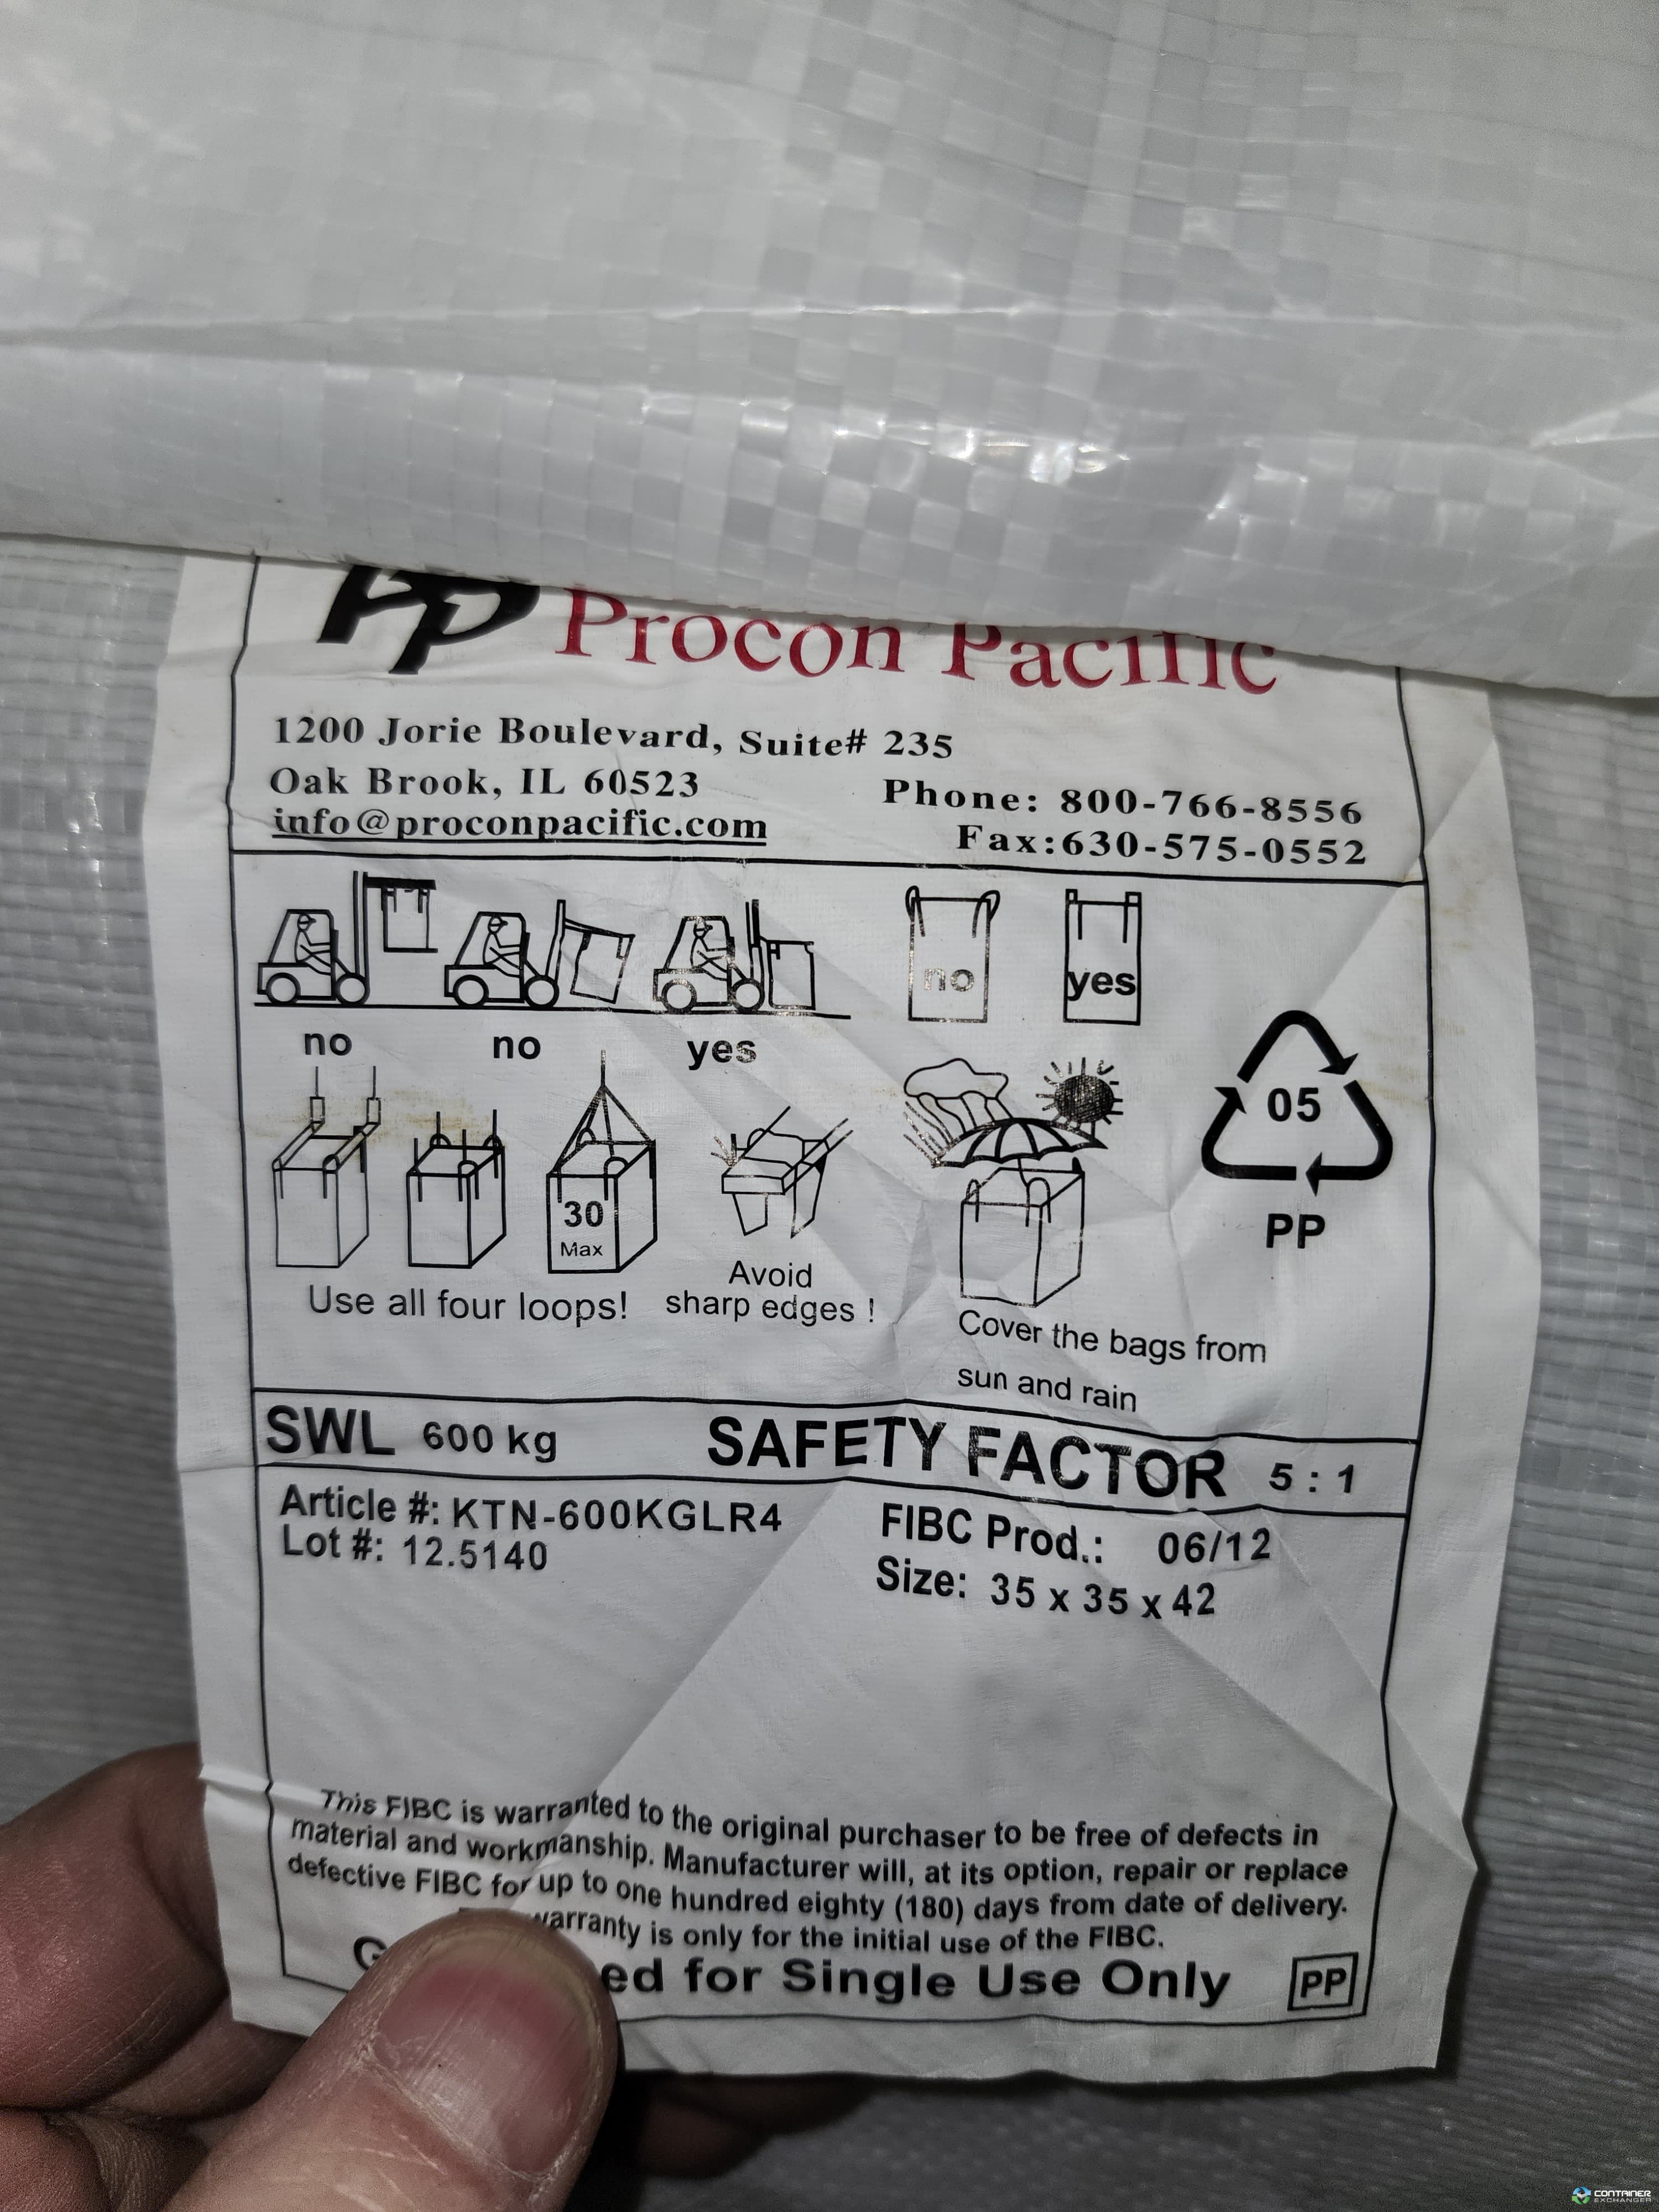 PP Procon Pacific
1200 Jorie Boulevard, Suite# 235
Oak Brook, IL 60523
Phone: 800-766-8556
info@proconpacific.com
Fax:630-575-0552
no
yes
no
no
yes
05
PP
30
Max
Use all four loops!
Avoid
sharp edges !
Cover the bags from
sun and rain
SWL 600 kg
SAFETY FACTOR 5 : 1
Article #: KTN-600KGLR4
Lot #: 12.5140
FIBC Prod.: 06/12
Size: 35 x 35 x 42
This FIBC is warranted to the original purchaser to be free of defects in
material and workmanship. Manufacturer will, at its option, repair or replace
defective FIBC for up to one hundred eighty (180) days from date of delivery.
warranty is only for the initial use of the FIBC.
for Single Use Only
PP
CONTAINER
EXCHANGER